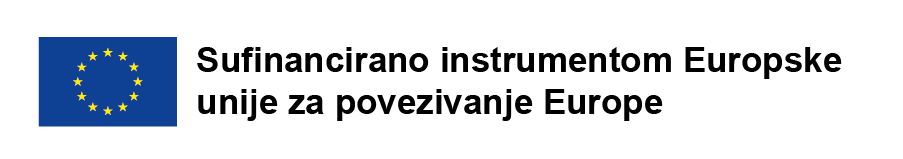 Sufinancirano instrumentom Europske
unije za povezivanje Europe